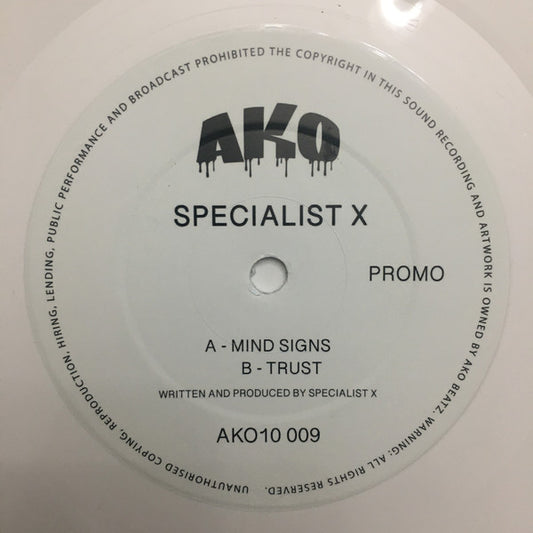 AKO
SPECIALIST X
PROMO
A - MIND SIGNS
B - TRUST
WRITTEN AND PRODUCED BY SPECIALIST X
AKO10 009
UNAUTHORISED COPYING, REPRODUCTION, HIRING, LENDING, PUBLIC PERFORMANCE AND BROADCAST PROHIBITED THE COPYRIGHT IN THIS SOUND RECORDING AND ARTWORK IS OWNED BY AKO BEATZ. WARNING: ALL RIGHTS RESERVED.